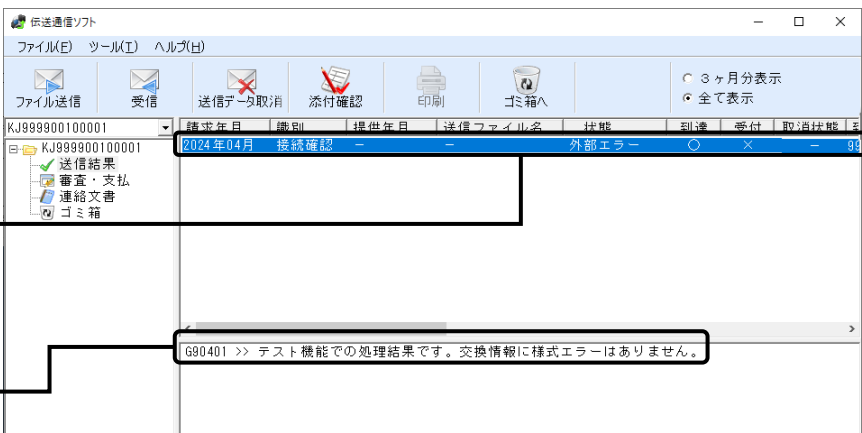 伝送通信ソフト
ファイル(F) ツール(T) ヘルプ(H)
ファイル送信 受信 送信データ取消 添付確認 印刷 ゴミ箱へ
３ヶ月分表示
全て表示
KJ999900100001
請求年月 識別 提供年月 送信ファイル名 状態 到達 受付 取消状態
2024年04月 接続確認 － － 外部エラー ○ × － 99
KJ999900100001
送信結果
審査・支払
連絡文書
ゴミ箱
G90401 >> テスト機能での処理結果です。交換情報に様式エラーはありません。